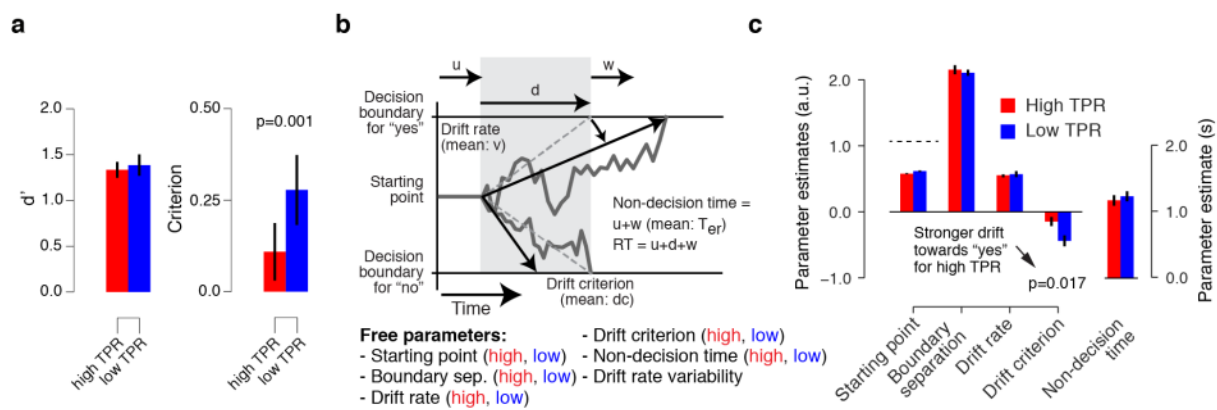 a
2.0
1.5
1.0
0.5
0.0
d'
high TPR
low TPR
0.50
0.25
0.0
Criterion
p=0.001
high TPR
low TPR
b
u
w
d
Decision
boundary
for “yes”
Drift rate
(mean: v)
Starting
point
Non-decision time =
u+w (mean: Ter)
RT = u+d+w
Decision
boundary
for “no”
Drift criterion
(mean: dc)
Time
Free parameters:
- Starting point (high, low)
- Boundary sep. (high, low)
- Drift rate (high, low)
- Drift criterion (high, low)
- Non-decision time (high, low)
- Drift rate variability
c
Parameter estimates (a.u.)
2.0
1.0
0.0
−1.0
High TPR
Low TPR
Stronger drift
towards “yes”
for high TPR
p=0.017
2.0
1.0
0.0
Parameter estimate (s)
Starting point
Boundary
separation
Drift rate
Drift criterion
Non-decision
time